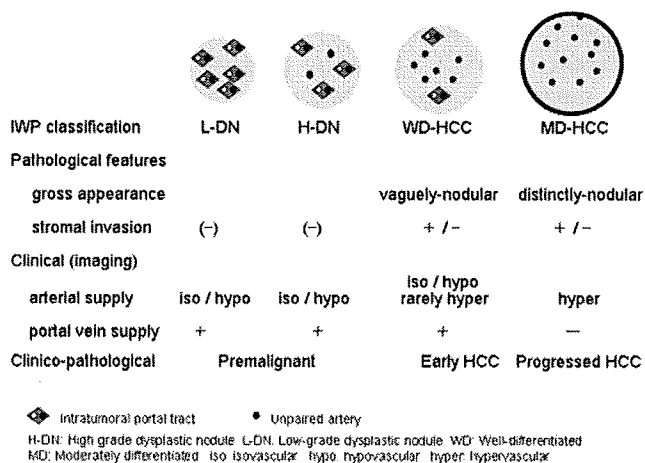 IWP classification L-DN H-DN WD-HCC MD-HCC
Pathological features
gross appearance vaguely-nodular distinctly-nodular
stromal invasion (-) (-) + / - + / -
Clinical (imaging)
arterial supply iso / hypo iso / hypo iso / hypo rarely hyper hyper
portal vein supply + + + -
Clinico-pathological Premalignant Early HCC Progressed HCC
Intratumoral portal tract Unpaired artery
H-DN: High grade dysplastic nodule L-DN: Low-grade dysplastic nodule WD: Well-differentiated
MD: Moderately differentiated iso: isovascular hypo: hypovascular hyper: hypervascular